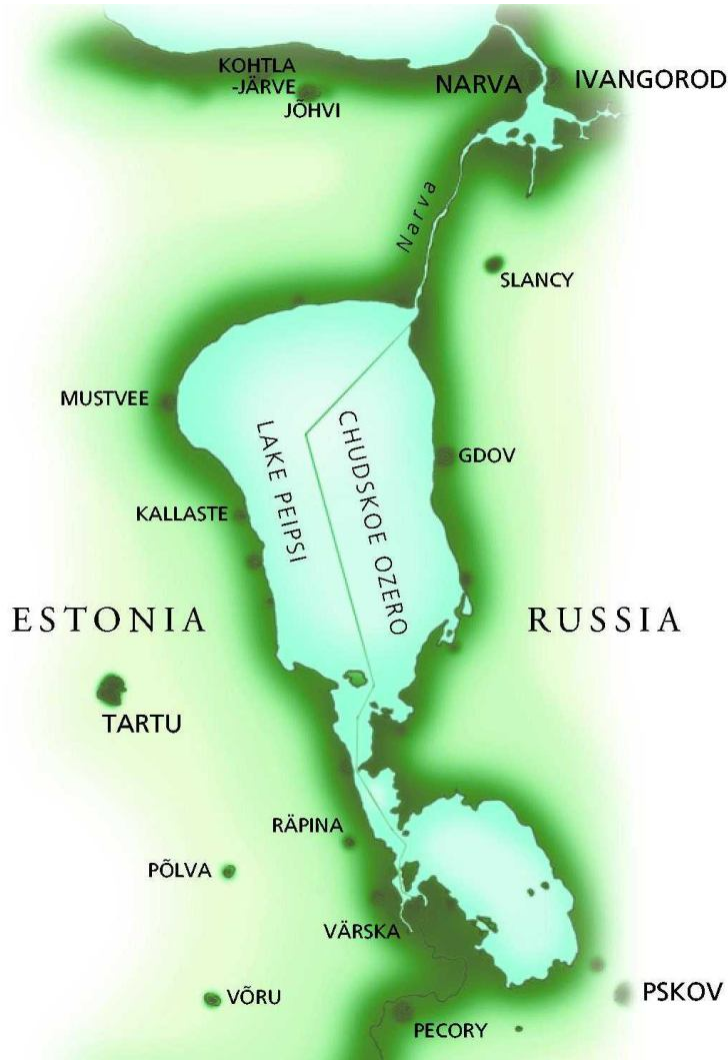 KOHTLA
-JÄRVE
JÕHVI
NARVA
IVANGOROD
Narva
SLANCY
MUSTVEE
LAKE PEIPSI
CHUDSKOE OZERO
GDOV
KALLASTE
ESTONIA
RUSSIA
TARTU
RÄPINA
PÕLVA
VÄRSKA
VÕRU
PSKOV
PECORY